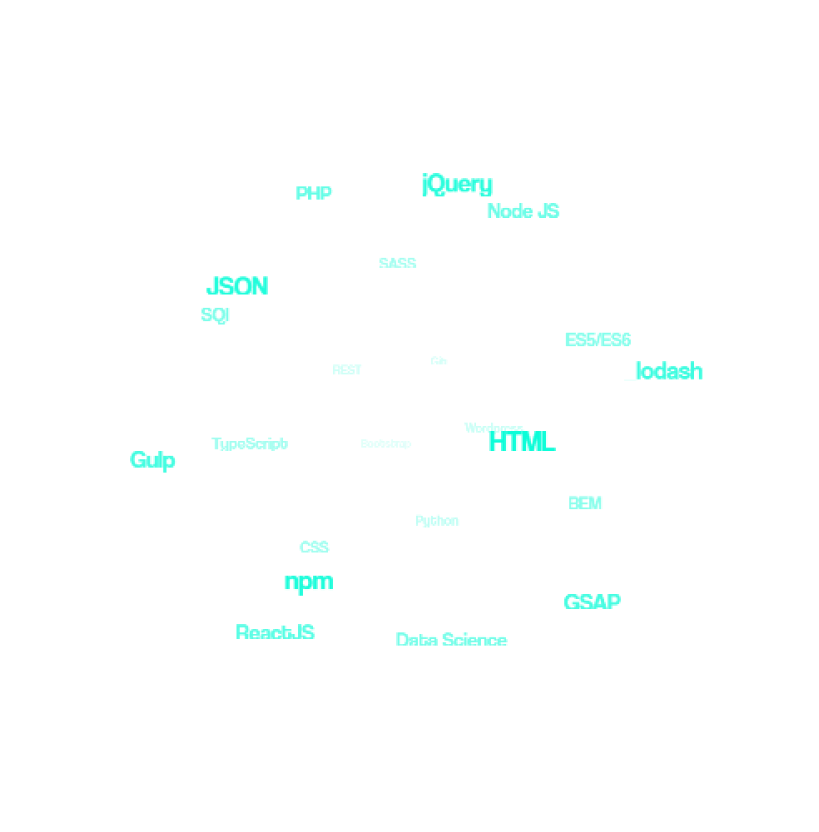 jQuery
PHP
Node JS
SASS
JSON
SQl
ES5/ES6
Git
REST
lodash
Wordpress
HTML
TypeScript
Bootstrap
Gulp
BEM
Python
CSS
npm
GSAP
ReactJS
Data Science